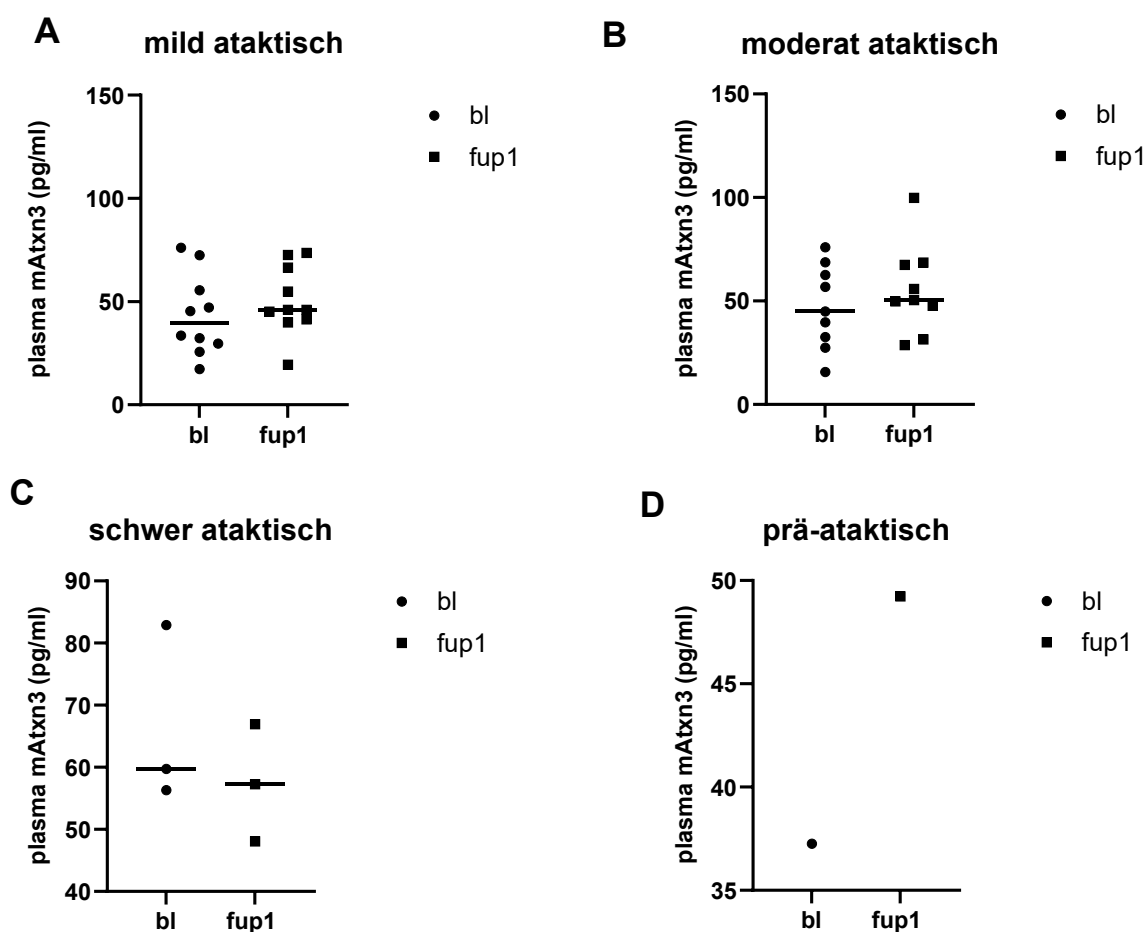 A
mild ataktisch
plasma mAtxn3 (pg/ml)
150
100
50
0
bl
fup1
bl
fup1
B
moderat ataktisch
plasma mAtxn3 (pg/ml)
150
100
50
0
bl
fup1
bl
fup1
C
schwer ataktisch
plasma mAtxn3 (pg/ml)
90
80
70
60
50
40
bl
fup1
bl
fup1
D
prä-ataktisch
plasma mAtxn3 (pg/ml)
50
45
40
35
bl
fup1
bl
fup1